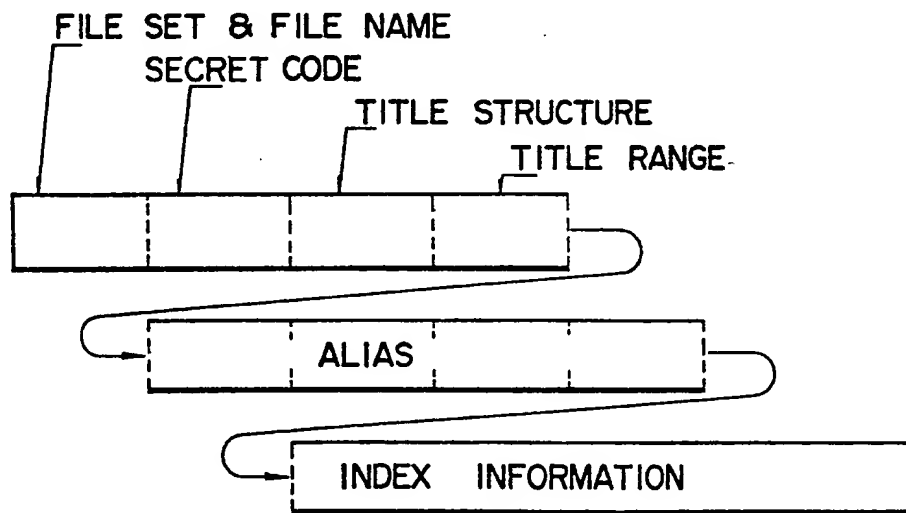 FILE SET & FILE NAME
SECRET CODE
TITLE STRUCTURE
TITLE RANGE
ALIAS
INDEX INFORMATION